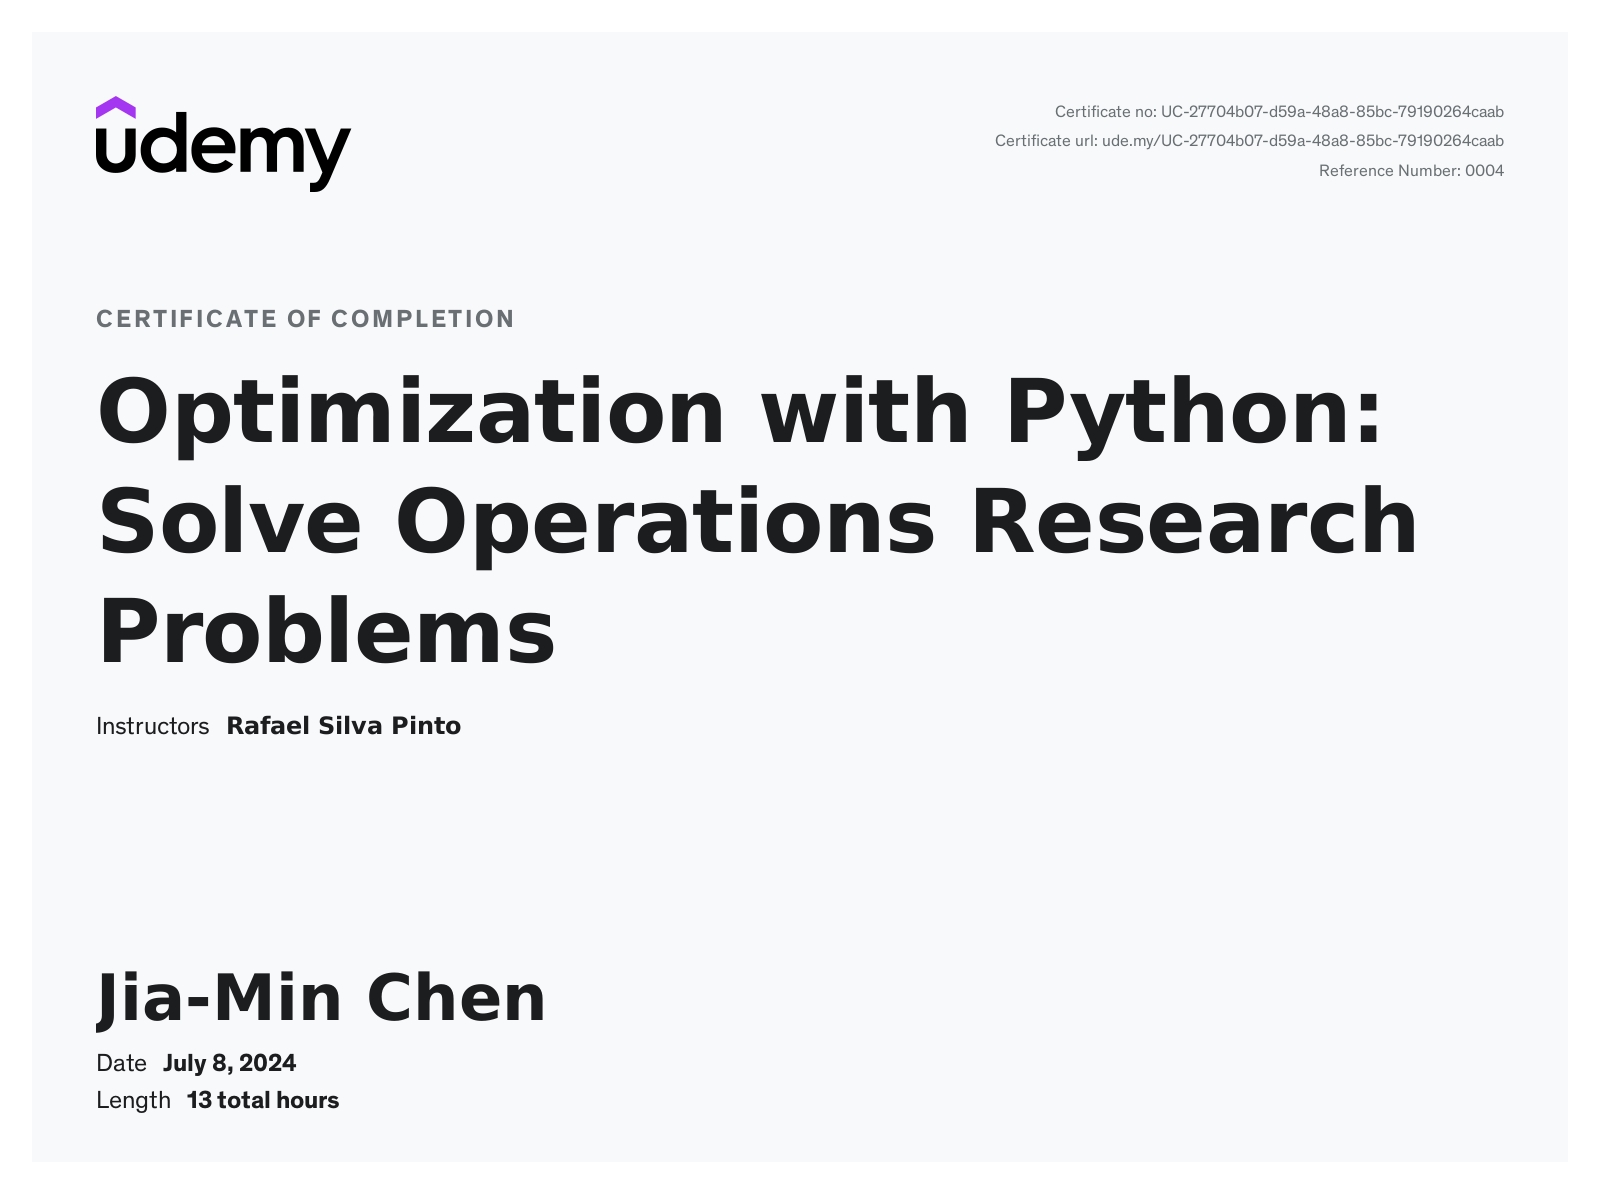 udemy
Certificate no: UC-27704b07-d59a-48a8-85bc-79190264caab
Certificate url: ude.my/UC-27704b07-d59a-48a8-85bc-79190264caab
Reference Number: 0004
CERTIFICATE OF COMPLETION
Optimization with Python:
Solve Operations Research
Problems
Instructors Rafael Silva Pinto
Jia-Min Chen
Date July 8, 2024
Length 13 total hours